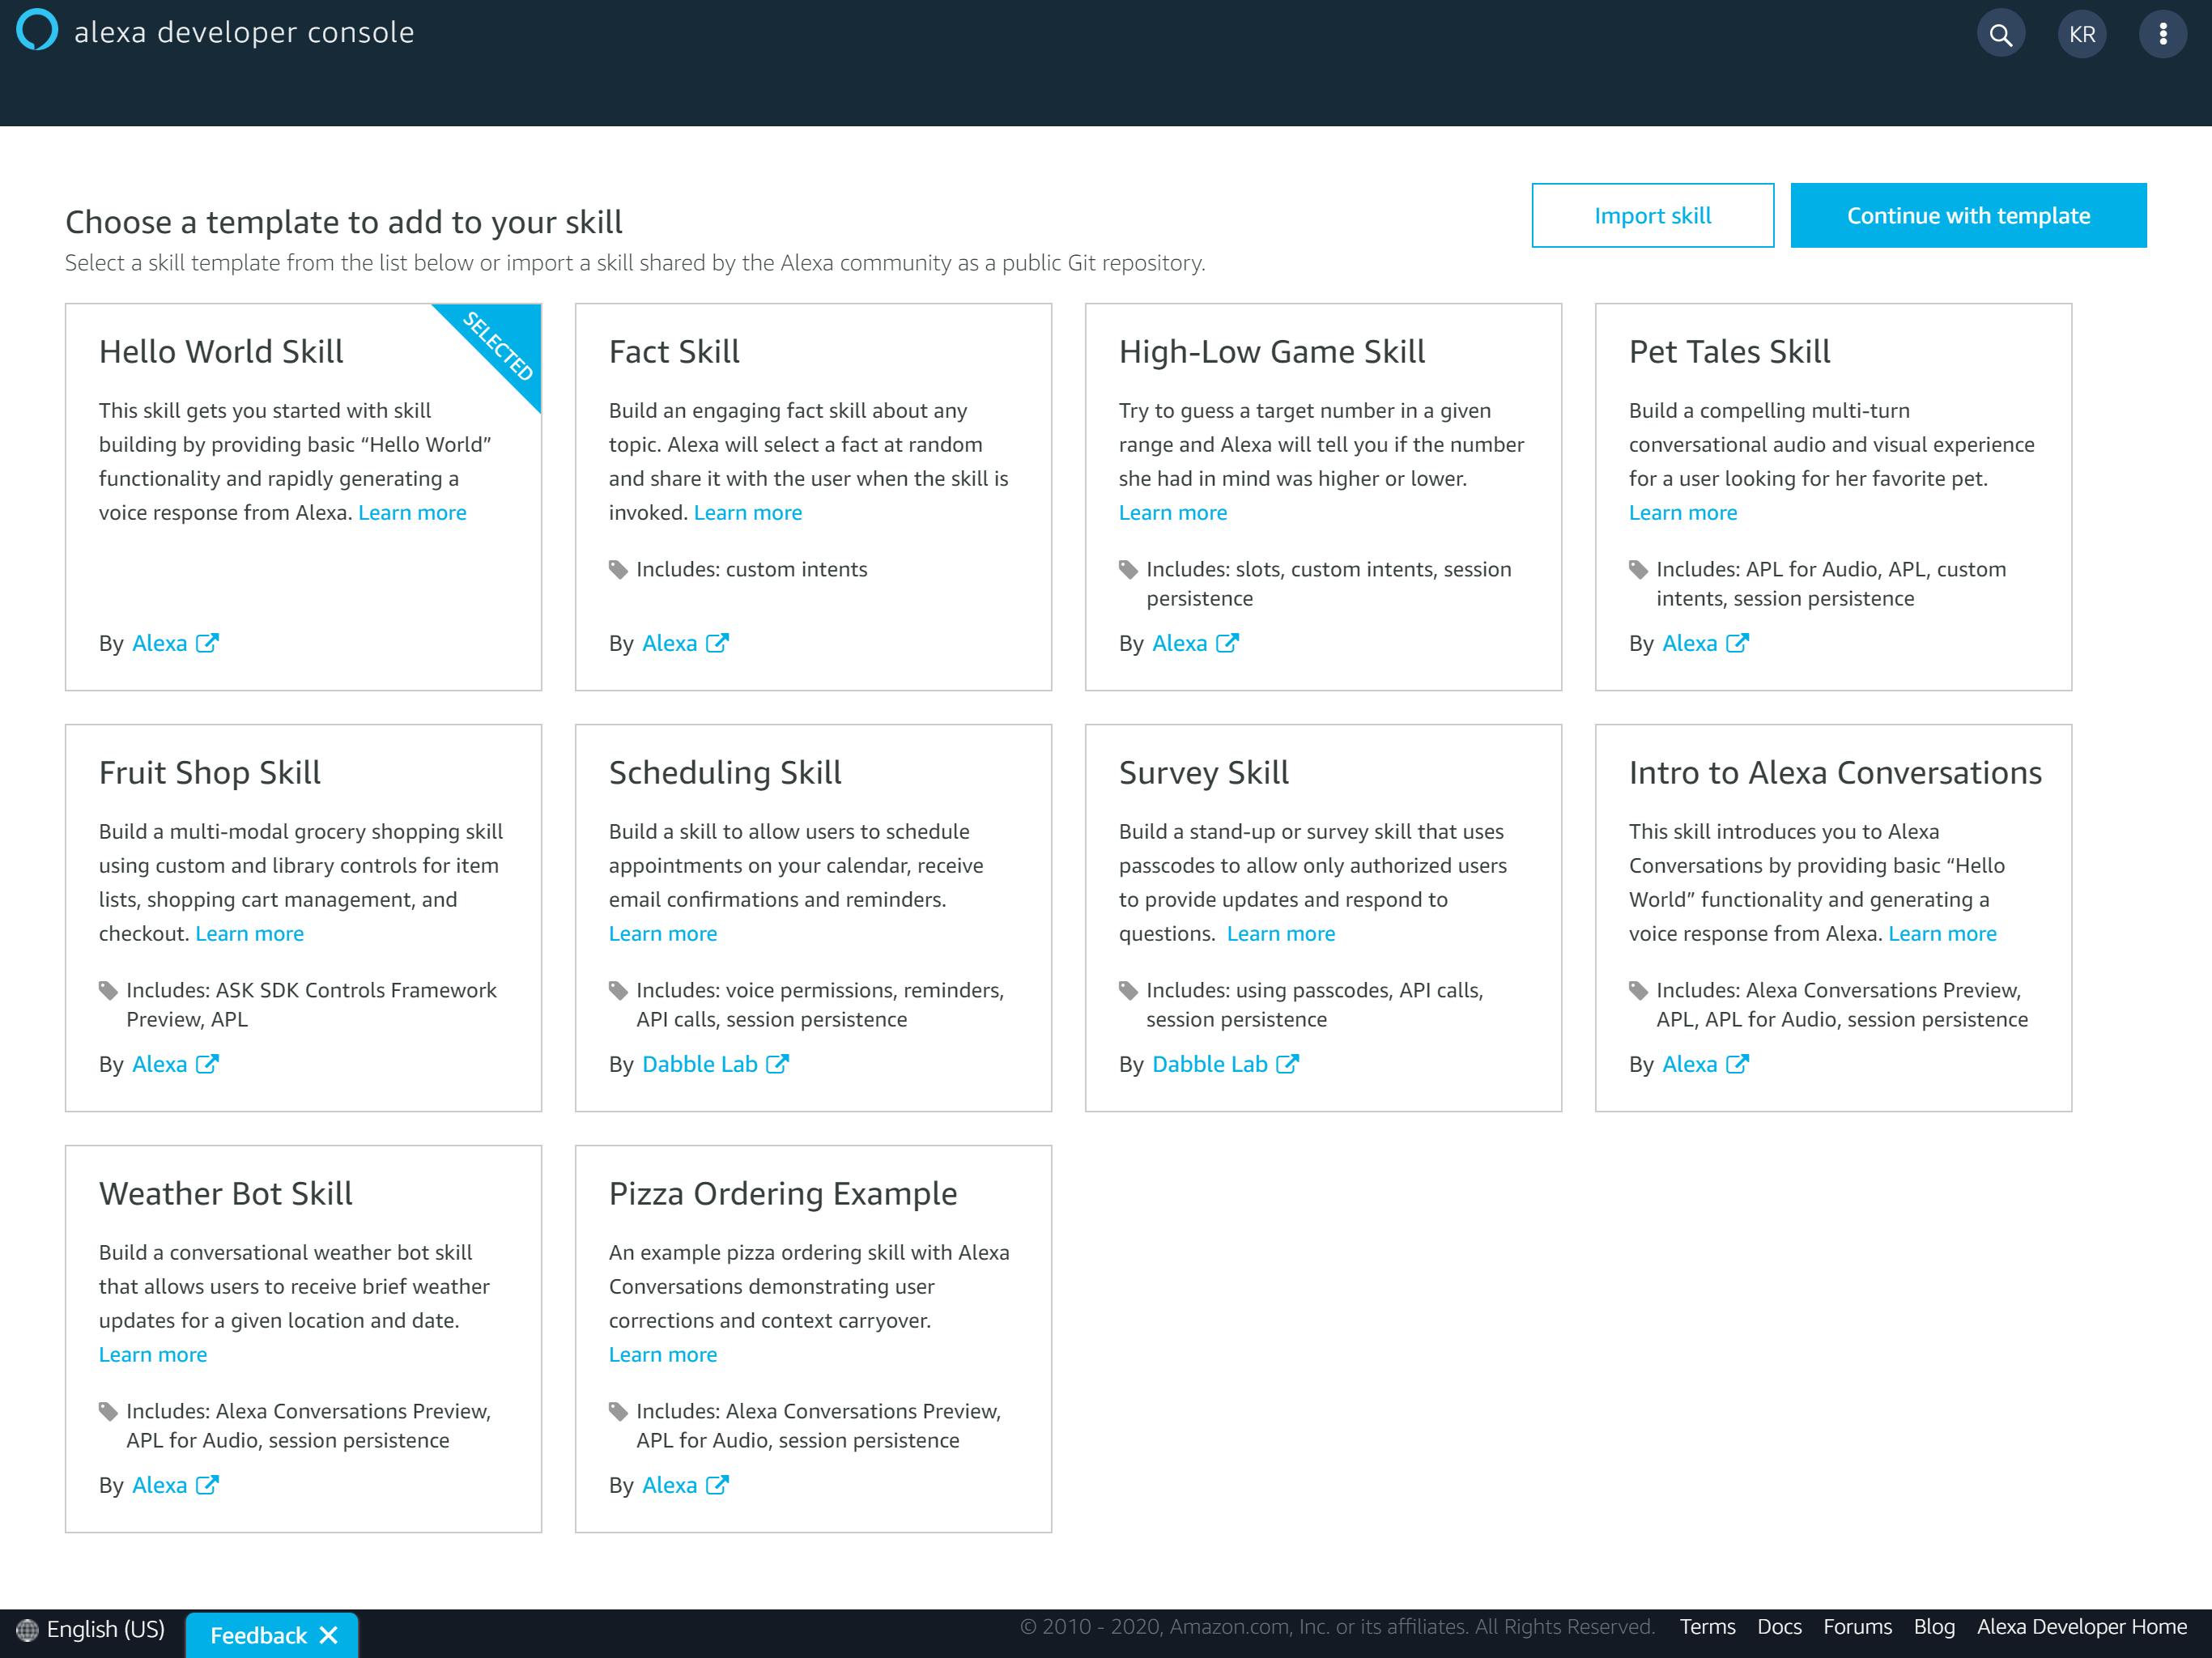 alexa developer console
KR
Choose a template to add to your skill
Import skill
Continue with template
Select a skill template from the list below or import a skill shared by the Alexa community as a public Git repository.
Hello World Skill
SELECTED
This skill gets you started with skill
building by providing basic “Hello World”
functionality and rapidly generating a
voice response from Alexa. Learn more
By Alexa
Fact Skill
Build an engaging fact skill about any
topic. Alexa will select a fact at random
and share it with the user when the skill is
invoked. Learn more
Includes: custom intents
By Alexa
High-Low Game Skill
Try to guess a target number in a given
range and Alexa will tell you if the number
she had in mind was higher or lower.
Learn more
Includes: slots, custom intents, session
persistence
By Alexa
Pet Tales Skill
Build a compelling multi-turn
conversational audio and visual experience
for a user looking for her favorite pet.
Learn more
Includes: APL for Audio, APL, custom
intents, session persistence
By Alexa
Fruit Shop Skill
Build a multi-modal grocery shopping skill
using custom and library controls for item
lists, shopping cart management, and
checkout. Learn more
Includes: ASK SDK Controls Framework
Preview, APL
By Alexa
Scheduling Skill
Build a skill to allow users to schedule
appointments on your calendar, receive
email confirmations and reminders.
Learn more
Includes: voice permissions, reminders,
API calls, session persistence
By Dabble Lab
Survey Skill
Build a stand-up or survey skill that uses
passcodes to allow only authorized users
to provide updates and respond to
questions. Learn more
Includes: using passcodes, API calls,
session persistence
By Dabble Lab
Intro to Alexa Conversations
This skill introduces you to Alexa
Conversations by providing basic “Hello
World” functionality and generating a
voice response from Alexa. Learn more
Includes: Alexa Conversations Preview,
APL, APL for Audio, session persistence
By Alexa
Weather Bot Skill
Build a conversational weather bot skill
that allows users to receive brief weather
updates for a given location and date.
Learn more
Includes: Alexa Conversations Preview,
APL for Audio, session persistence
By Alexa
Pizza Ordering Example
An example pizza ordering skill with Alexa
Conversations demonstrating user
corrections and context carryover.
Learn more
Includes: Alexa Conversations Preview,
APL for Audio, session persistence
By Alexa
English (US)
Feedback
© 2010 - 2020, Amazon.com, Inc. or its affiliates. All Rights Reserved.
Terms
Docs
Forums
Blog
Alexa Developer Home